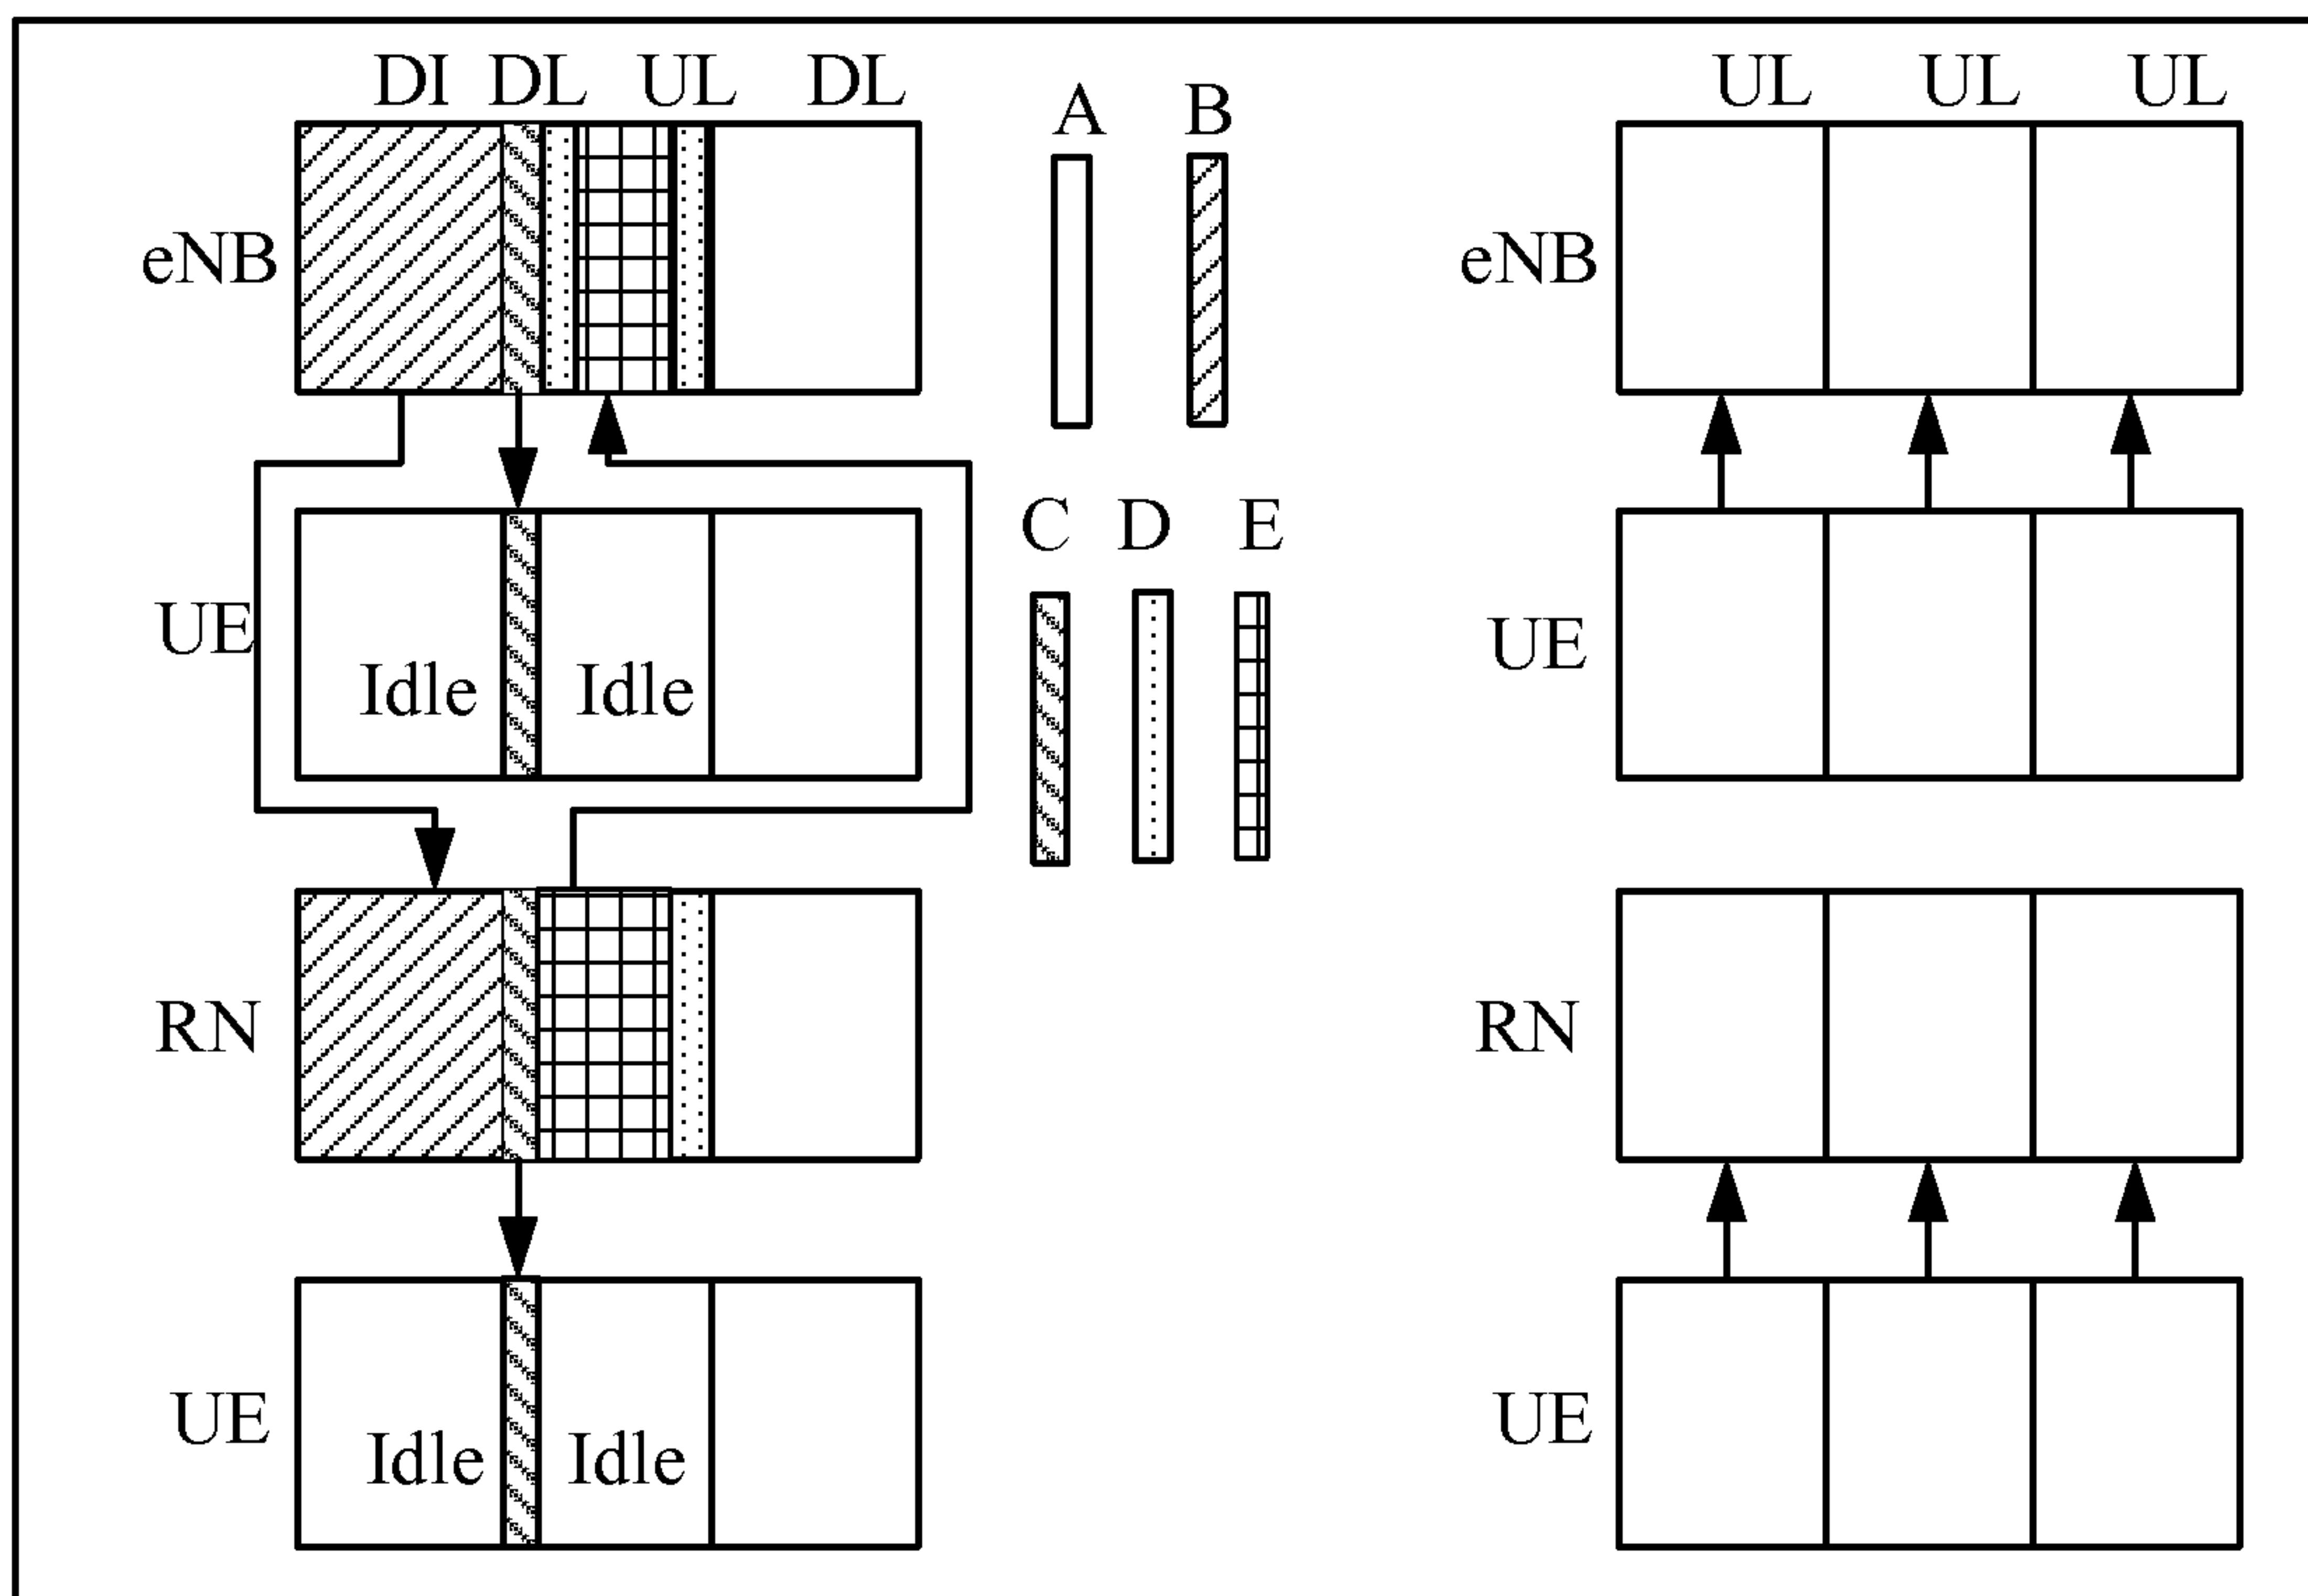 DI DL UL DL
UL UL UL
A B
eNB
eNB
C D E
UE
UE
Idle Idle
RN
RN
UE
UE
Idle Idle